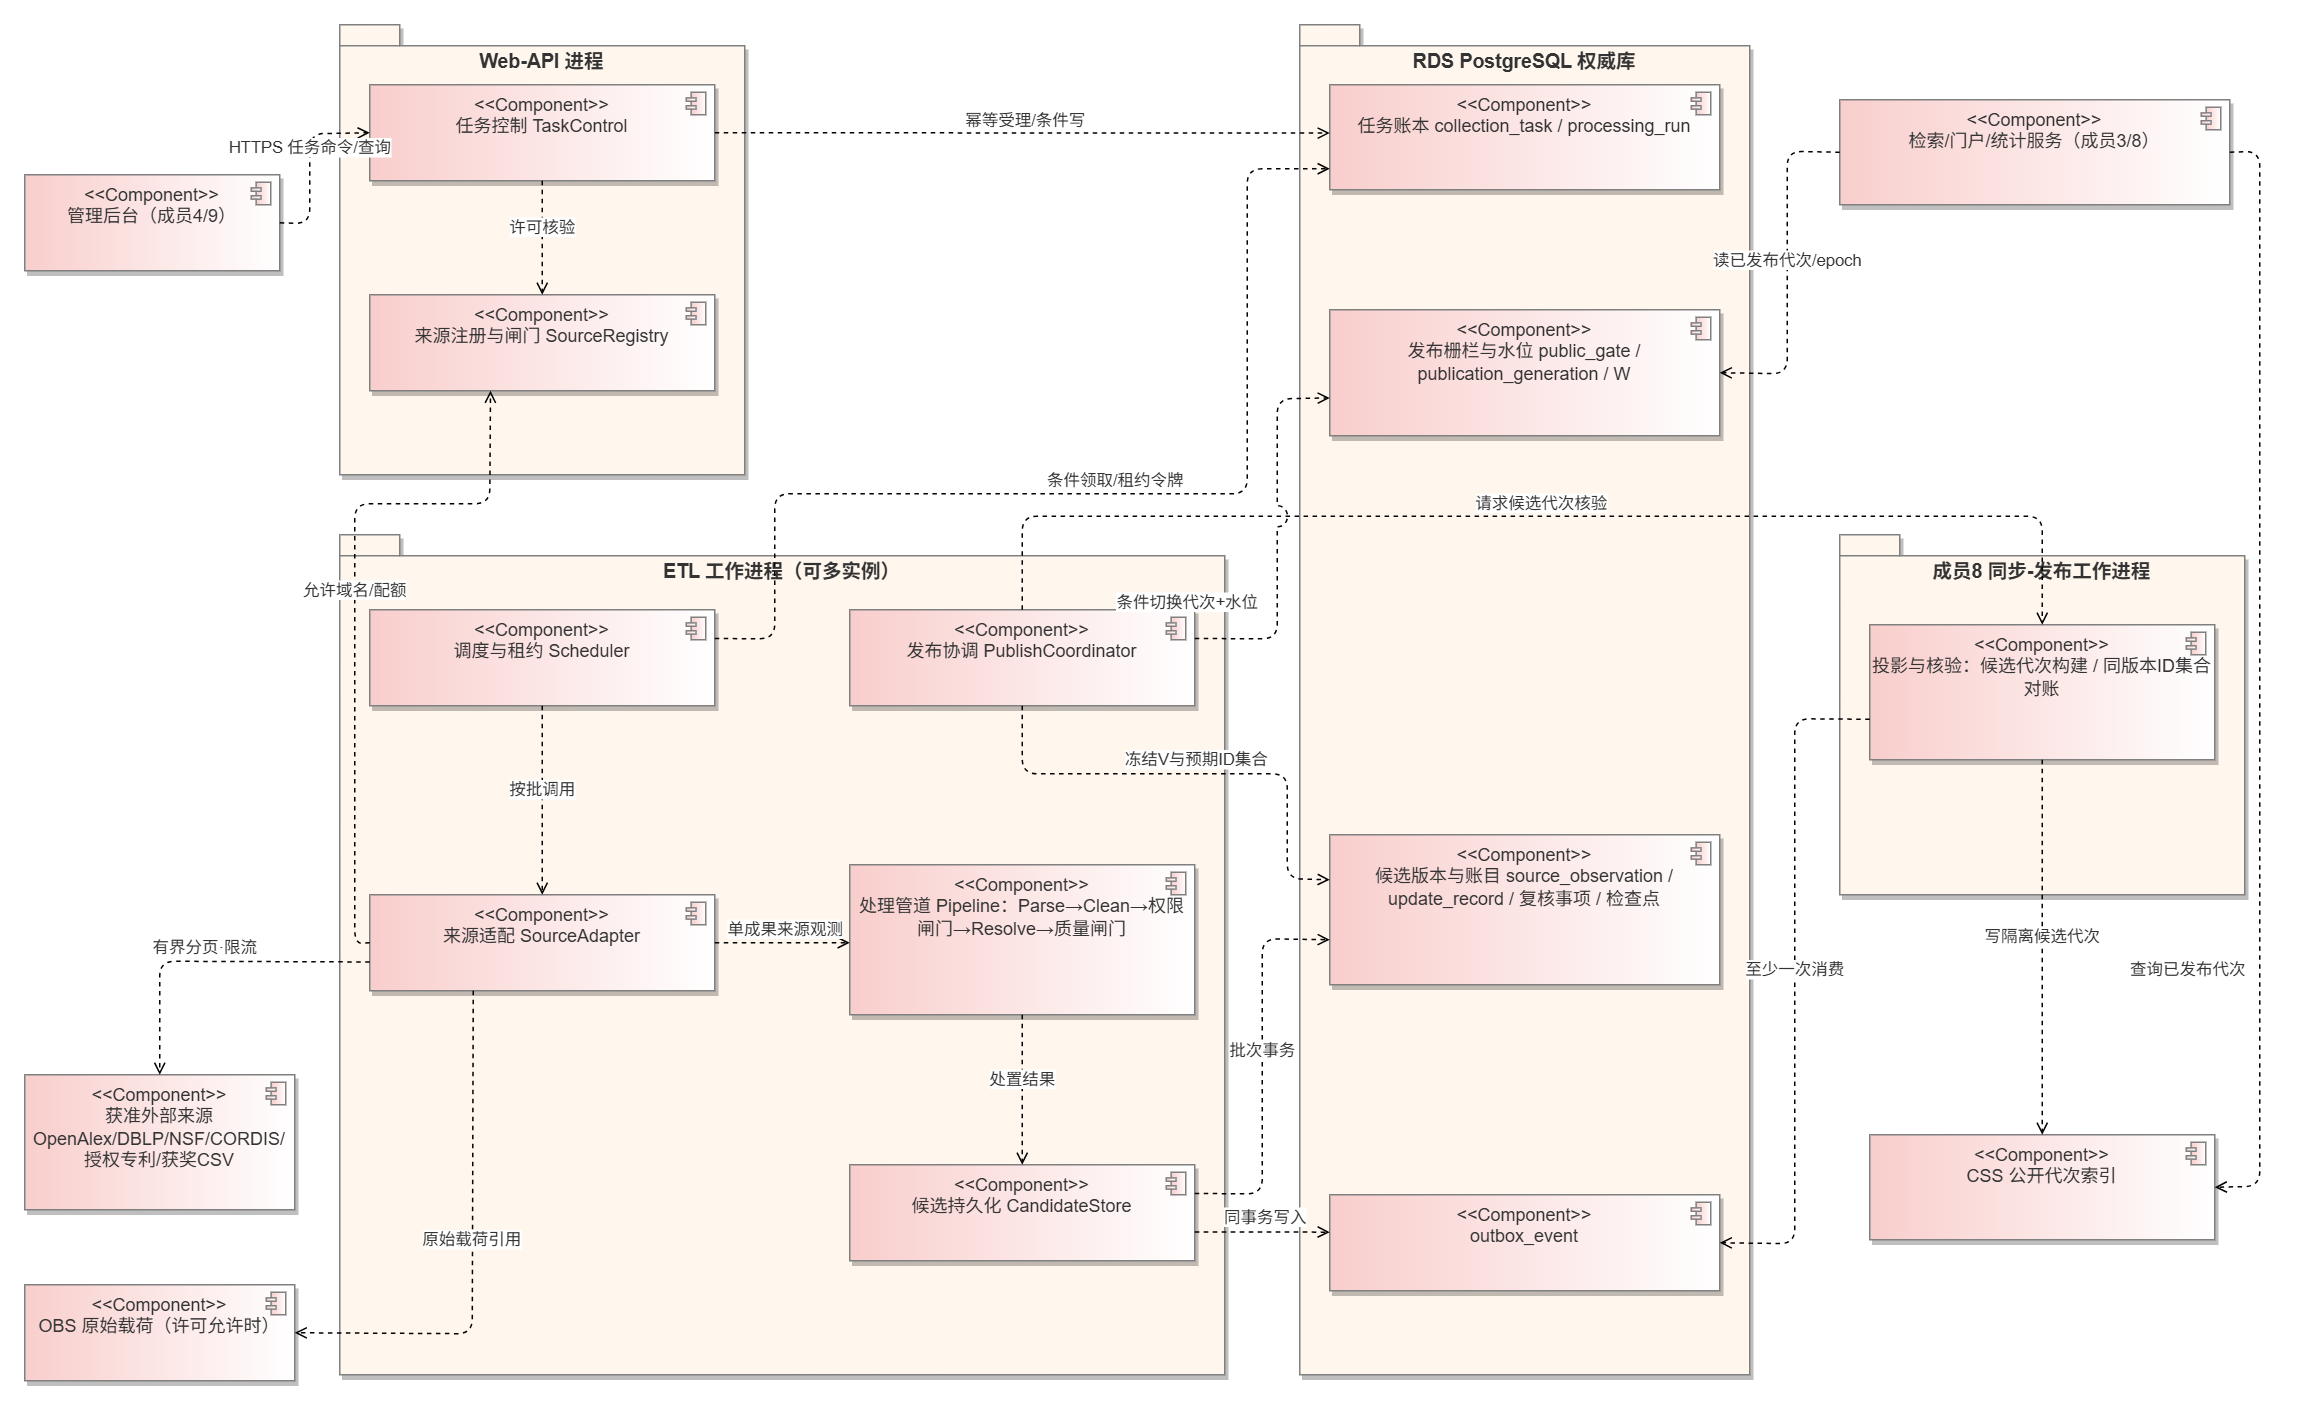 Web-API 进程
<<Component>>
任务控制 TaskControl
HTTPS 任务命令/查询
<<Component>>
管理后台（成员4/9）
许可核验
<<Component>>
来源注册与闸门 SourceRegistry
幂等受理/条件写
RDS PostgreSQL 权威库
<<Component>>
任务账本 collection_task / processing_run
<<Component>>
检索/门户/统计服务（成员3/8）
读已发布代次/epoch
<<Component>>
发布栅栏与水位 public_gate /
publication_generation / W
条件领取/租约令牌
请求候选代次核验
ETL 工作进程（可多实例）
允许域名/配额
<<Component>>
调度与租约 Scheduler
<<Component>>
发布协调 PublishCoordinator
条件切换代次+水位
成员8 同步-发布工作进程
<<Component>>
投影与核验：候选代次构建 / 同版本ID集合
对账
冻结V与预期ID集合
按批调用
<<Component>>
来源适配 SourceAdapter
有界分页·限流
单成果来源观测
<<Component>>
处理管道 Pipeline：Parse→Clean→权限
闸门→Resolve→质量闸门
<<Component>>
候选版本与账目 source_observation /
update_record / 复核事项 / 检查点
写隔离候选代次
至少一次消费
查询已发布代次
批次事务
处置结果
<<Component>>
获准外部来源
OpenAlex/DBLP/NSF/CORDIS/
授权专利/获奖CSV
原始载荷引用
<<Component>>
候选持久化 CandidateStore
同事务写入
<<Component>>
outbox_event
<<Component>>
CSS 公开代次索引
<<Component>>
OBS 原始载荷（许可允许时）